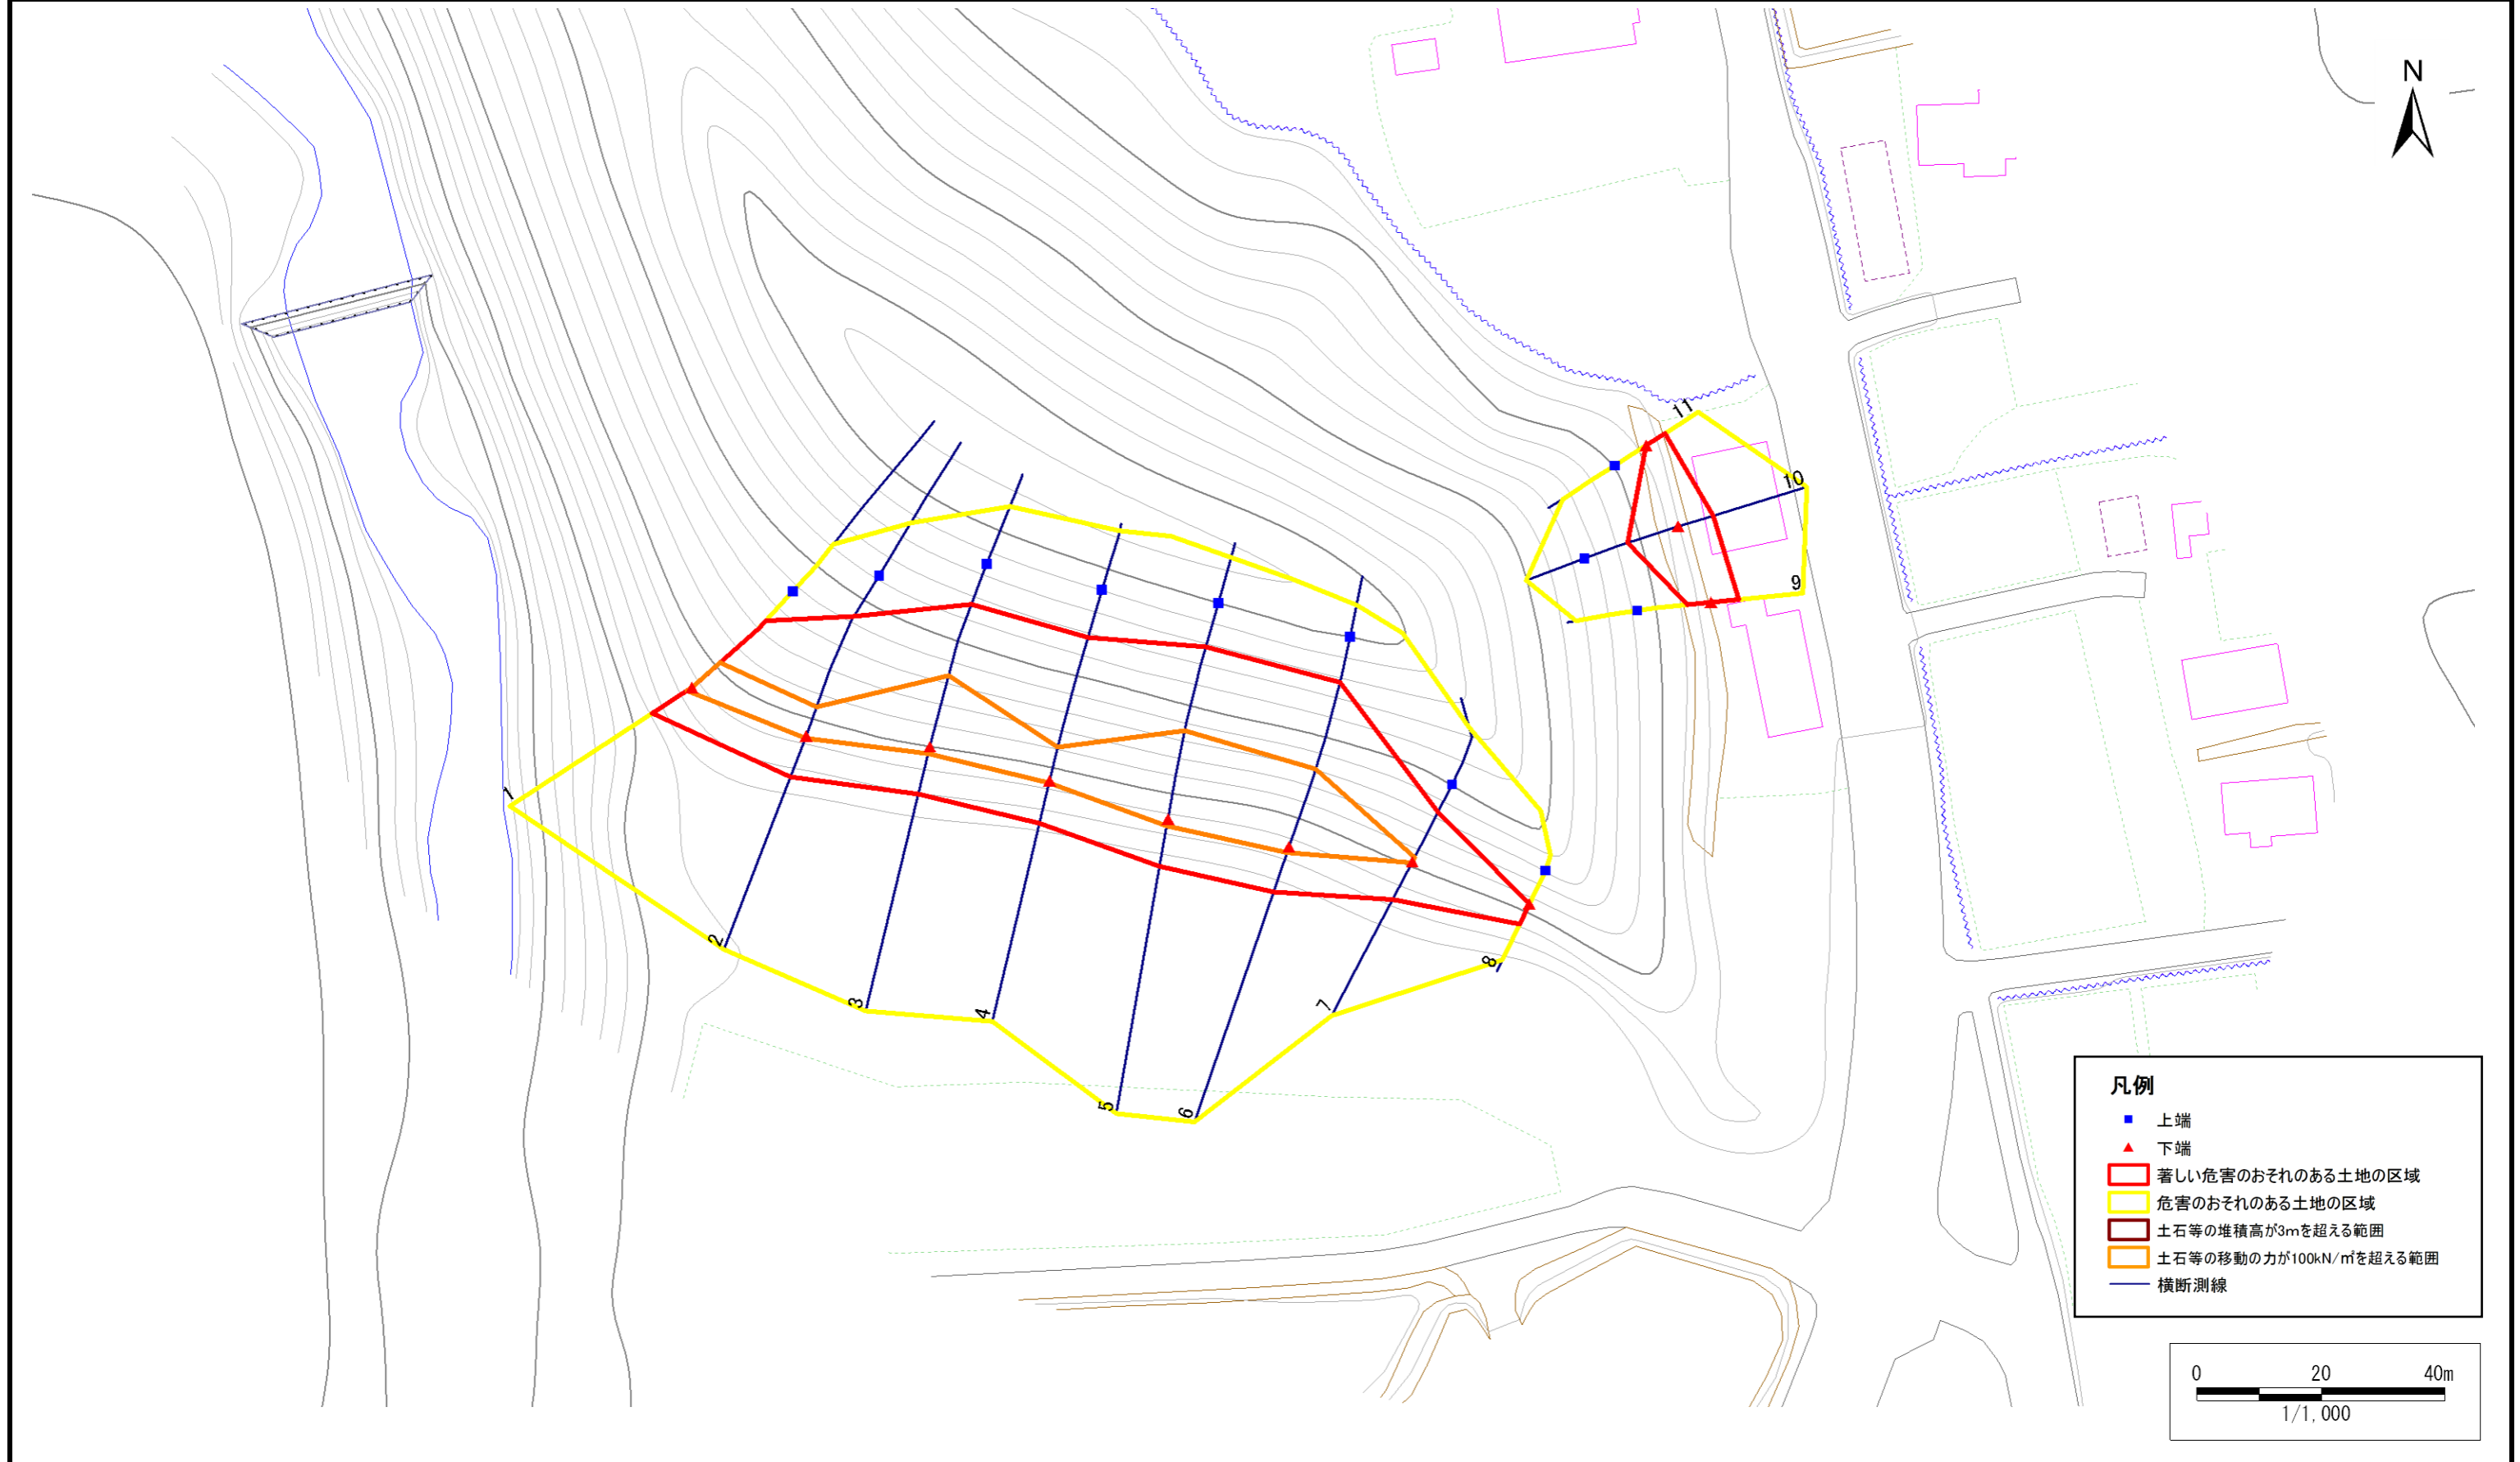 N
11
10
9
1
2
3
4
5
6
7
8
凡例
上端
下端
著しい危害のおそれのある土地の区域
危害のおそれのある土地の区域
土石等の堆積高が3mを超える範囲
土石等の移動の力が100kN/㎡を超える範囲
横断測線
0 20 40m
1/1,000